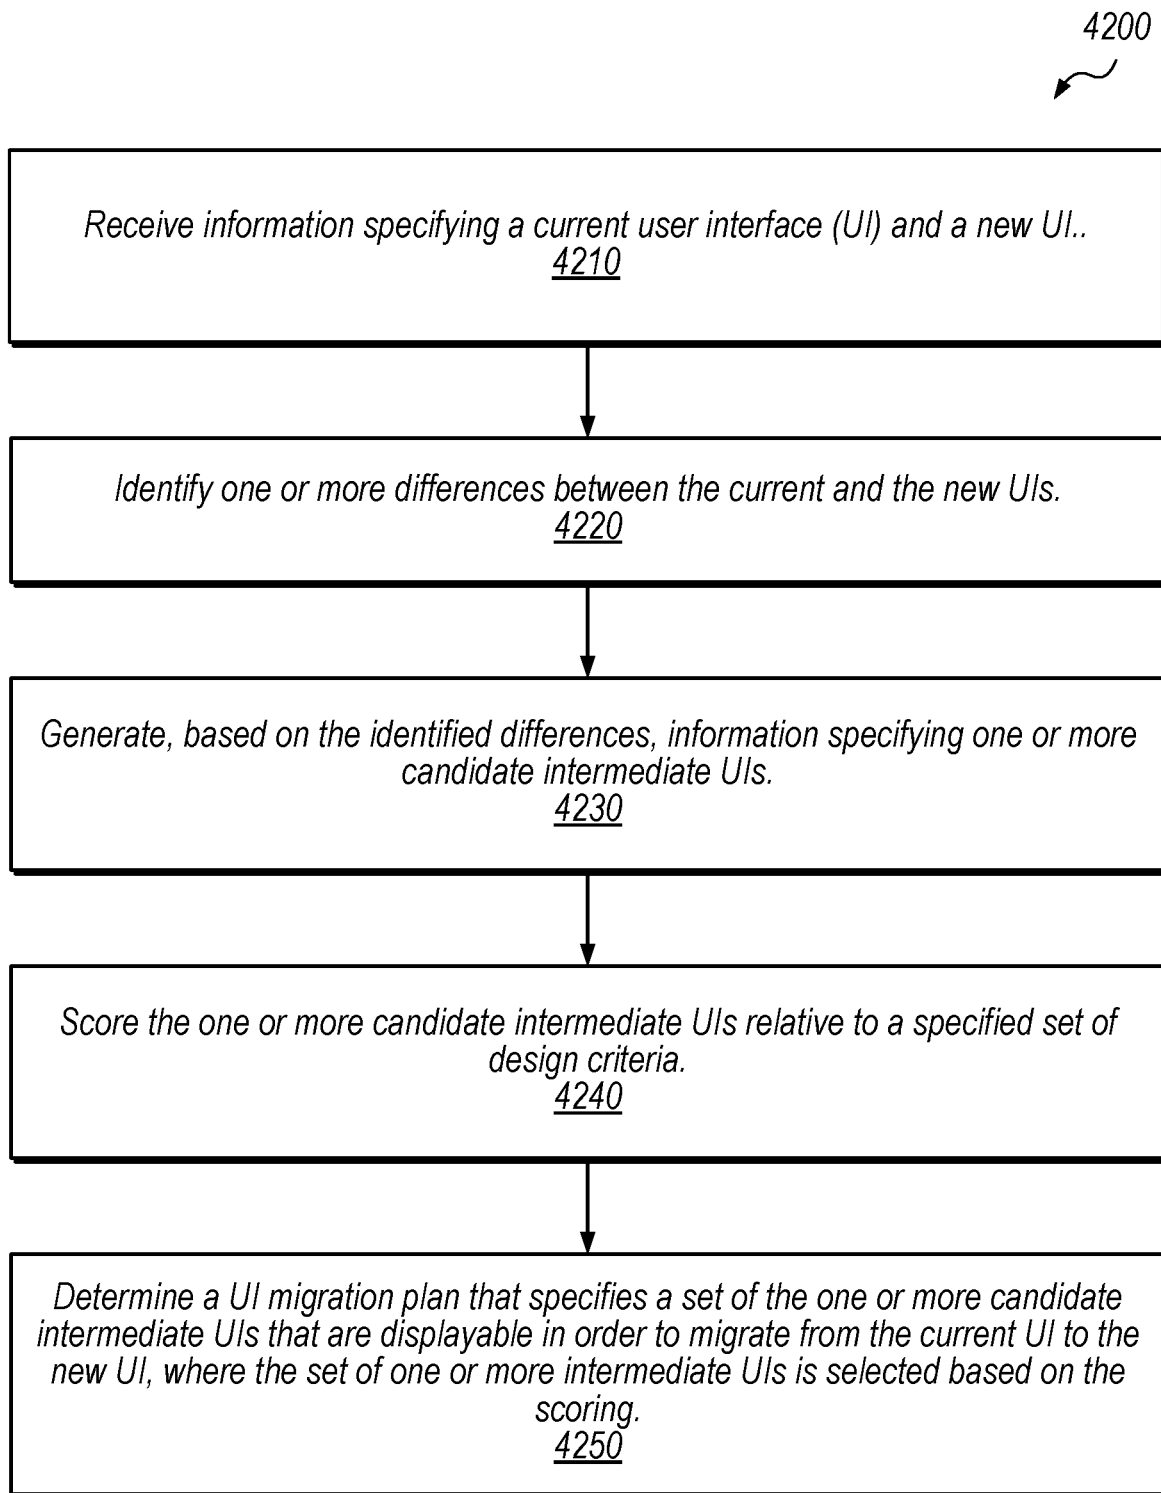 4200
Receive information specifying a current user interface (UI) and a new UI..
4210
Identify one or more differences between the current and the new UIs.
4220
Generate, based on the identified differences, information specifying one or more
candidate intermediate UIs.
4230
Score the one or more candidate intermediate UIs relative to a specified set of
design criteria.
4240
Determine a UI migration plan that specifies a set of the one or more candidate
intermediate UIs that are displayable in order to migrate from the current UI to the
new UI, where the set of one or more intermediate UIs is selected based on the
scoring.
4250